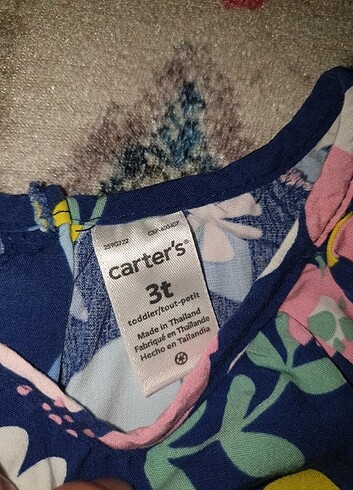 carter's®
3t
toddler/tout-petit
Made in Thailand
Fabriqué en Thaïlande
Hecho en Tailandia